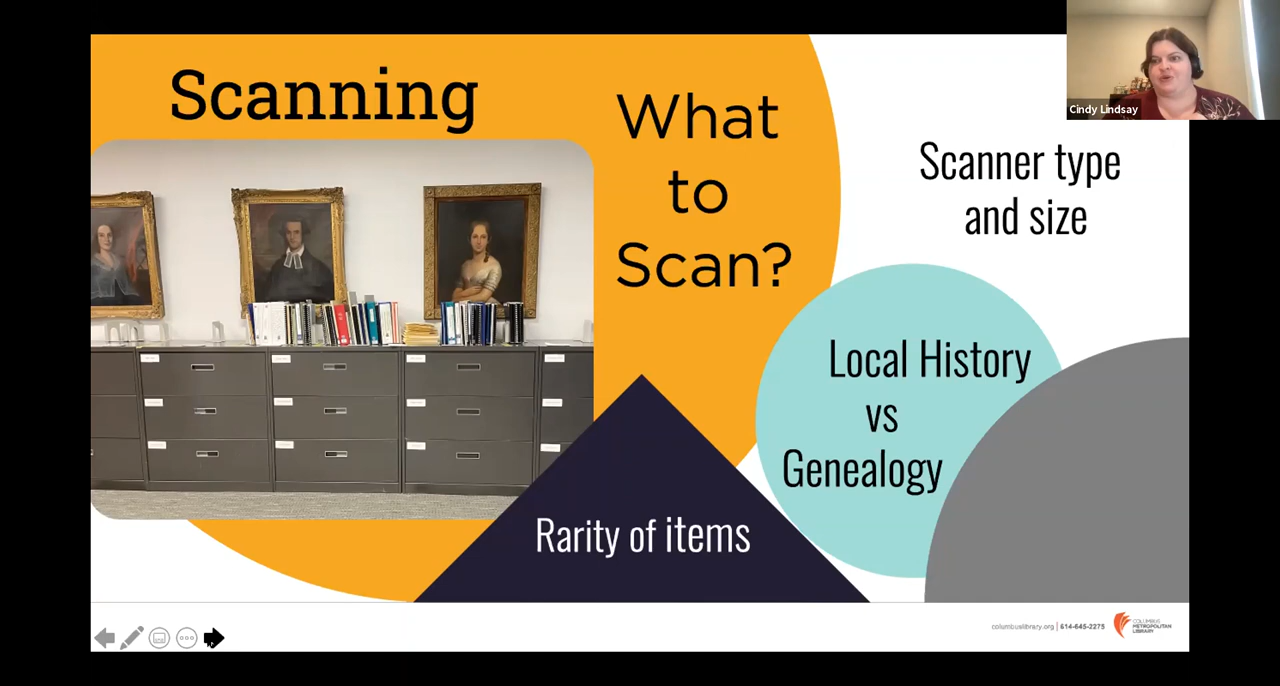 Scanning
What
to
Scan?
Cindy Lindsay
Scanner type
and size
Local History
vs
Genealogy
Rarity of items
columbuslibrary.org | 614-645-2275
COLUMBUS
METROPOLITAN
LIBRARY